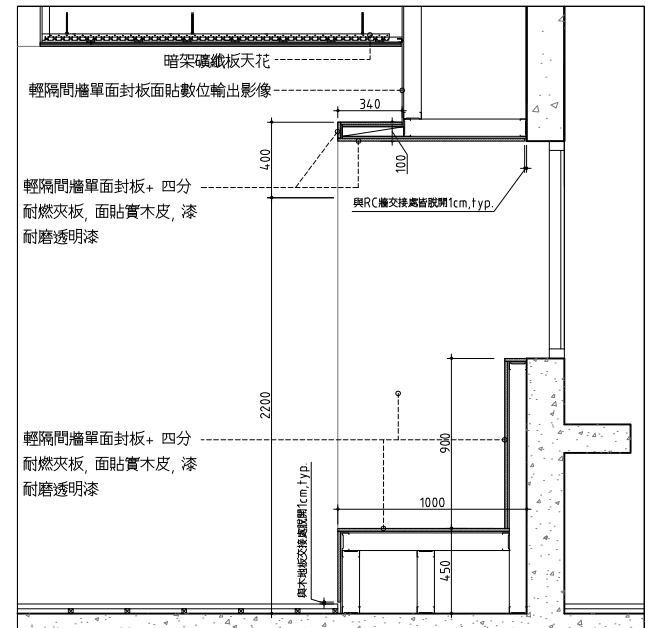 暗架礦纖板天花
輕隔間牆單面封板面貼數位輸出影像
340
400
100
輕隔間牆單面封板+ 四分
耐燃夾板, 面貼實木皮, 漆
耐磨透明漆
與RC牆交接處皆脫開1cm,typ.
2200
900
輕隔間牆單面封板+ 四分
耐燃夾板, 面貼實木皮, 漆
耐磨透明漆
與木地板交接處脫開1cm,typ.
1000
450